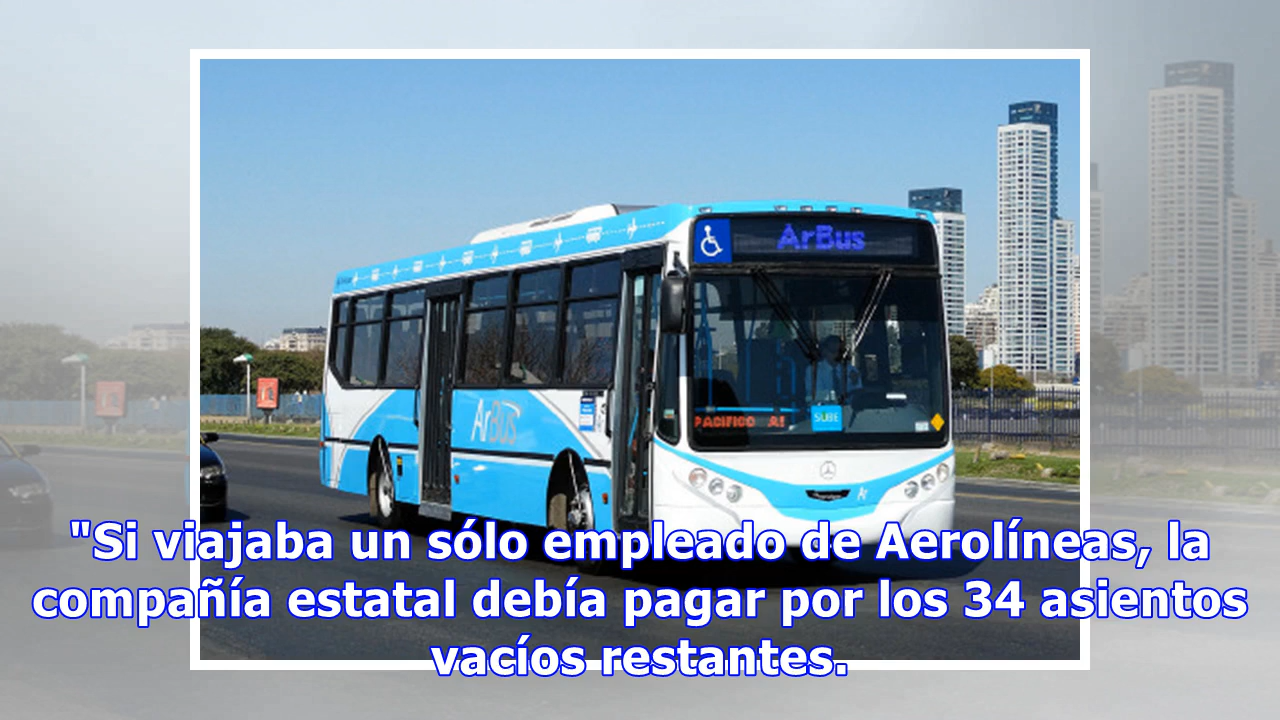 ArBus
PACIFICO A!
SUBE
ArBus
Ar
"Si viajaba un sólo empleado de Aerolíneas, la
compañía estatal debía pagar por los 34 asientos
vacíos restantes.